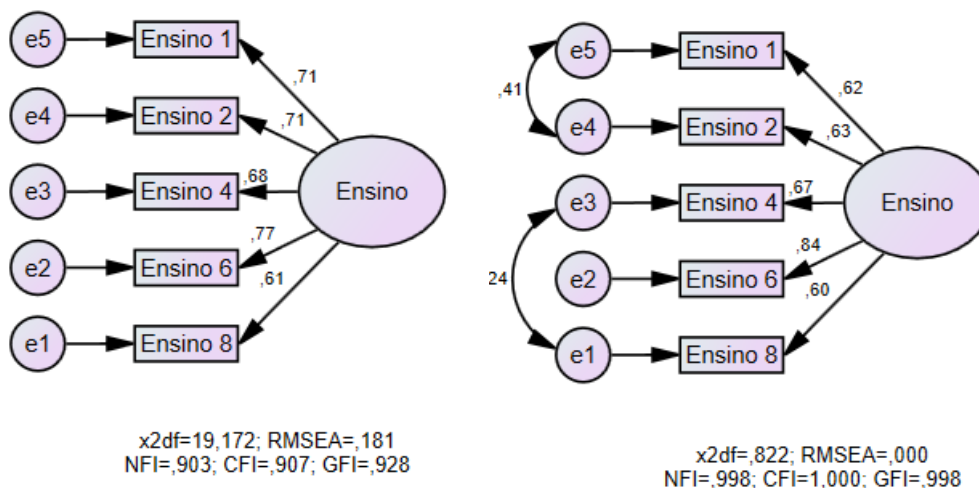 e5
Ensino 1
,71
e4
Ensino 2
,71
e3
Ensino 4
,68
Ensino
e2
Ensino 6
,77
e1
Ensino 8
,61
x2df=19,172; RMSEA=,181
NFI=,903; CFI=,907; GFI=,928
e5
Ensino 1
,62
,41
e4
Ensino 2
,63
e3
Ensino 4
,67
Ensino
24
e2
Ensino 6
,84
e1
Ensino 8
,60
x2df=,822; RMSEA=,000
NFI=,998; CFI=1,000; GFI=,998